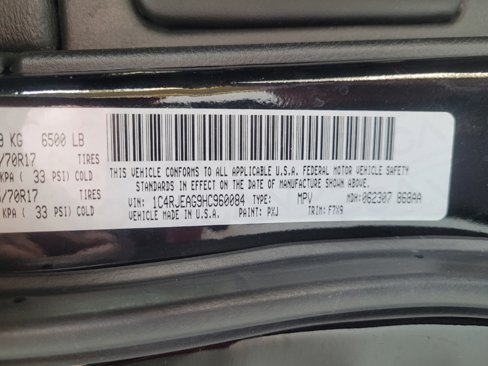 KG 6500 LB
/70R17 TIRES
KPA ( 33 PSI) COLD
/70R17 TIRES
KPA ( 33 PSI) COLD
THIS VEHICLE CONFORMS TO ALL APPLICABLE U.S.A. FEDERAL MOTOR VEHICLE SAFETY
STANDARDS IN EFFECT ON THE DATE OF MANUFACTURE SHOWN ABOVE.
VIN: 1C4RJEAG9HC960084 TYPE: MPV MDH: 062307 868AA
VEHICLE MADE IN U.S.A. PAINT: PXJ TRIM: F7X9